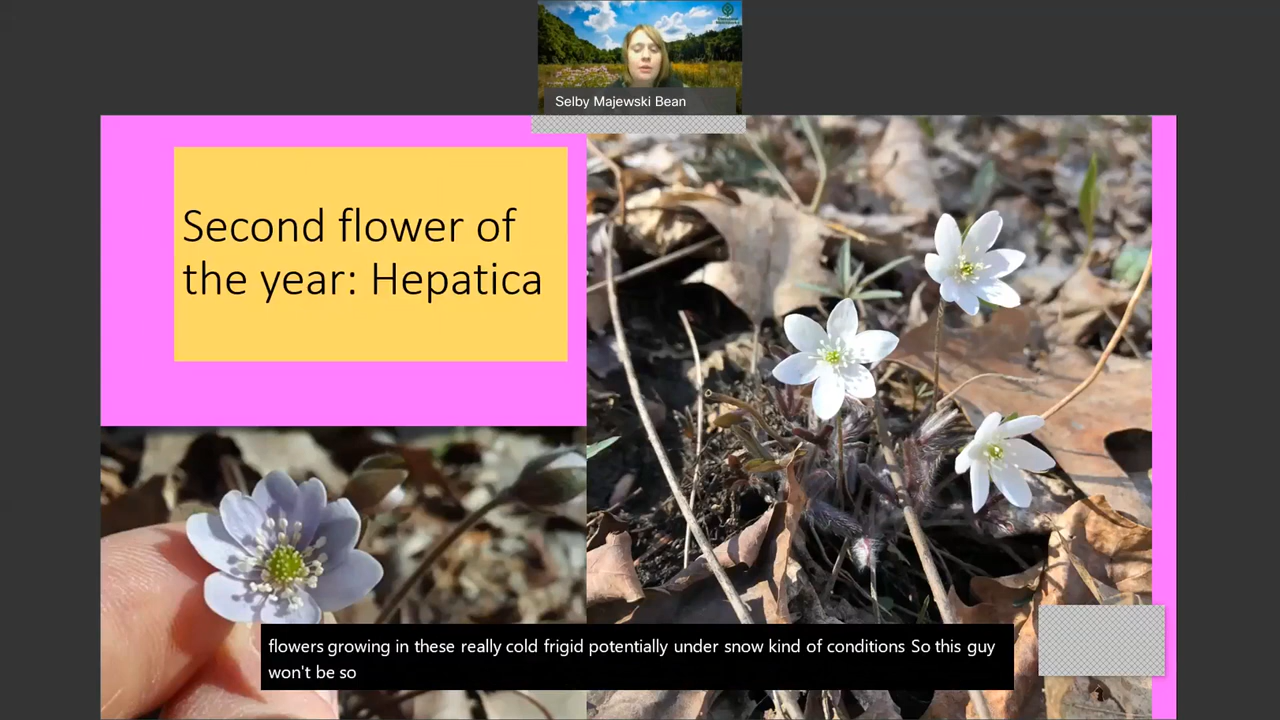 Selby Majewski Bean
Second flower of
the year: Hepatica
flowers growing in these really cold frigid potentially under snow kind of conditions So this guy
won't be so